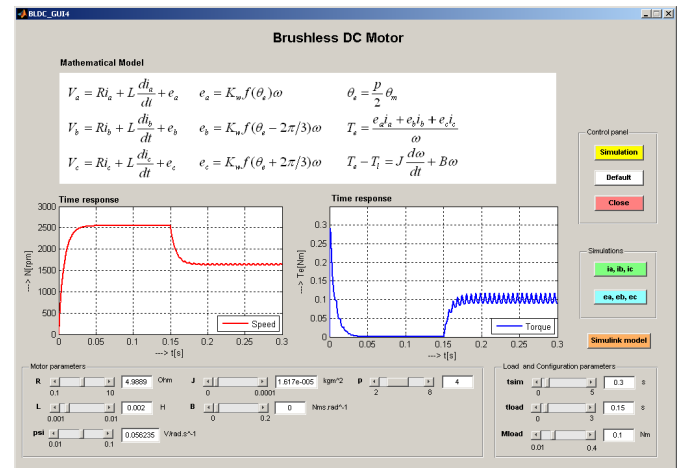 BLDC_GUI4
Brushless DC Motor
Mathematical Model
V_a = Ri_a + L di_a/dt + e_a    e_a = K_w f(θ_e)ω    θ_e = p/2 θ_m
V_b = Ri_b + L di_b/dt + e_b    e_b = K_w f(θ_e − 2π/3)ω    T_e = (e_a i_a + e_b i_b + e_c i_c)/ω
V_c = Ri_c + L di_c/dt + e_c    e_c = K_w f(θ_e + 2π/3)ω    T_e − T_l = J dω/dt + Bω
Control panel
Simulation
Default
Close
Time response
3000
2500
2000
1500
1000
500
0
---> N[rpm]
0 0.05 0.1 0.15 0.2 0.25 0.3
---> t[s]
Speed
Time response
0.3
0.25
0.2
0.15
0.1
0.05
0
---> Te[Nm]
0 0.05 0.1 0.15 0.2 0.25 0.3
---> t[s]
Torque
Simulations
ia, ib, ic
ea, eb, ec
Simulink model
Motor parameters
R 4.9889 Ohm
0.1 10
J 1.617e-005 kgm^2
0 0.0001
P 4
2 8
L 0.002 H
0.001 0.01
B 0 Nms.rad^-1
0 0.2
psi 0.056235 V/rad.s^-1
0.01 0.1
Load and Configuration parameters
tsim 0.3 s
0 5
tload 0.15 s
0 3
Mload 0.1 Nm
0.01 0.4